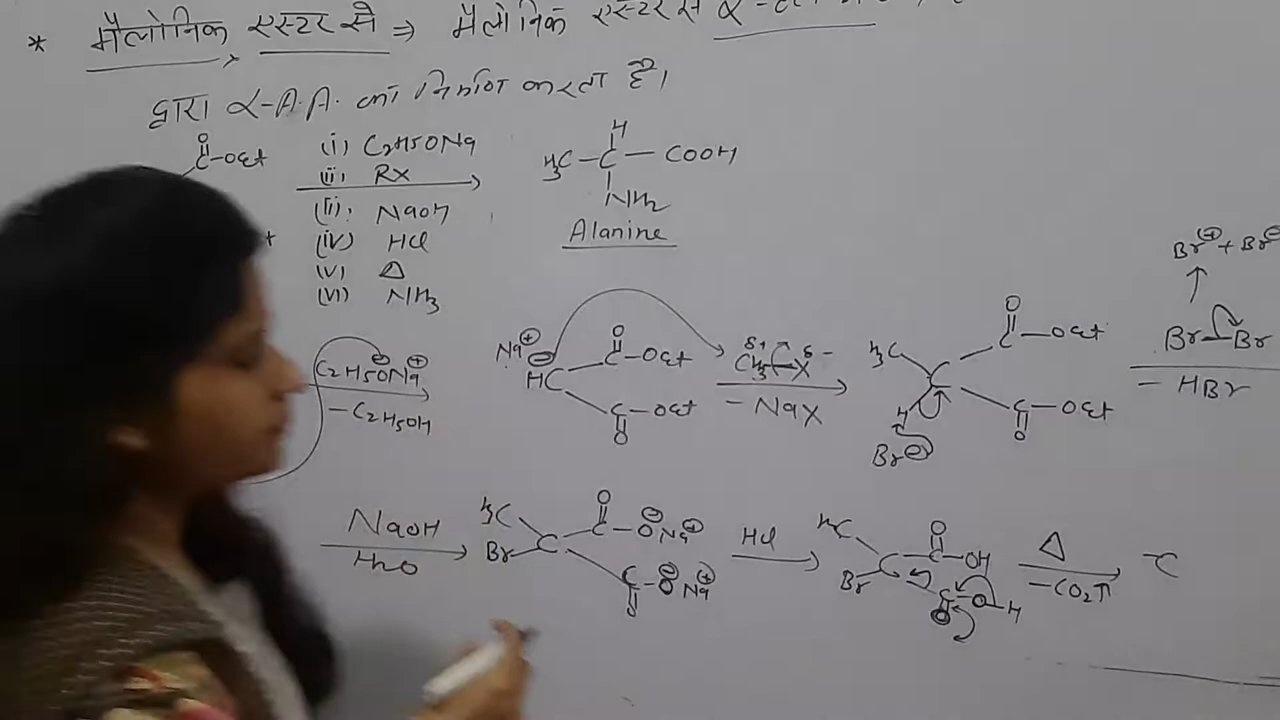 * मैलोनिक एस्टर से ⇒ मैलोनिक एस्टर से α-
द्वारा α-A.A. का निर्माण करता है।
O
C-OEt
(i) C2H5ONa
(ii) RX
(iii) NaOH
(iv) HCl
(v) △
(vi) NH3
H
H3C-C-COOH
NH2
Alanine
Br⊕ + Br⊖
C2H5O⊖Na⊕
-C2H5OH
Na⊕ ⊖
HC
O
C-OEt
C-OEt
O
δ+ δ-
CH3-X
-NaX
H3C
C
H
Br⊖
O
C-OEt
C-OEt
O
Br-Br
-HBr
NaOH
H2O
H3C
Br-C
O
C-O⊖Na⊕
C-O⊖Na⊕
O
HCl
H3C
Br-C
O
C-OH
C-O-H
O
△
-CO2↑